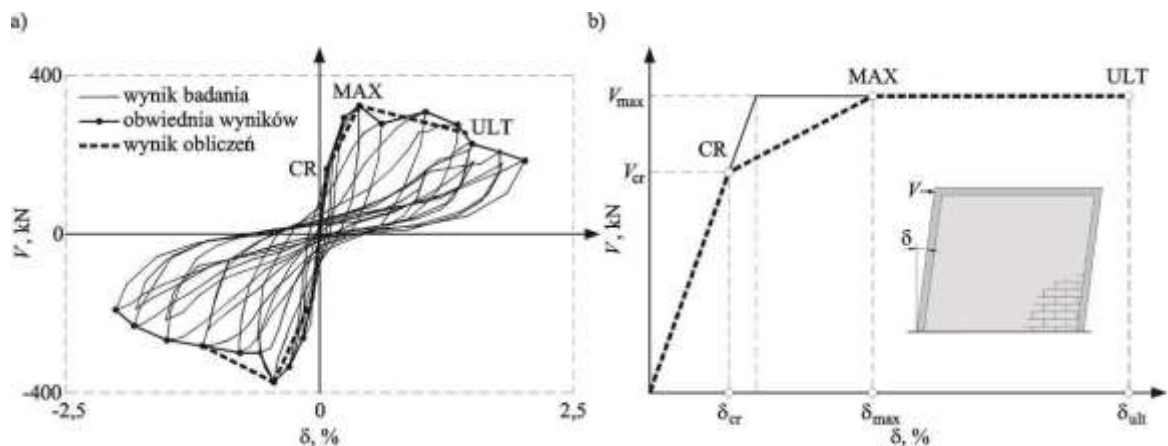 a)
400
wynik badania
obwiednia wyników
wynik obliczeń
MAX
ULT
CR
V, kN
0
-400
-2,5
0
2,5
δ, %
b)
MAX
ULT
Vmax
CR
Vcr
V
δ
V, kN
δcr
δmax
δult
δ, %